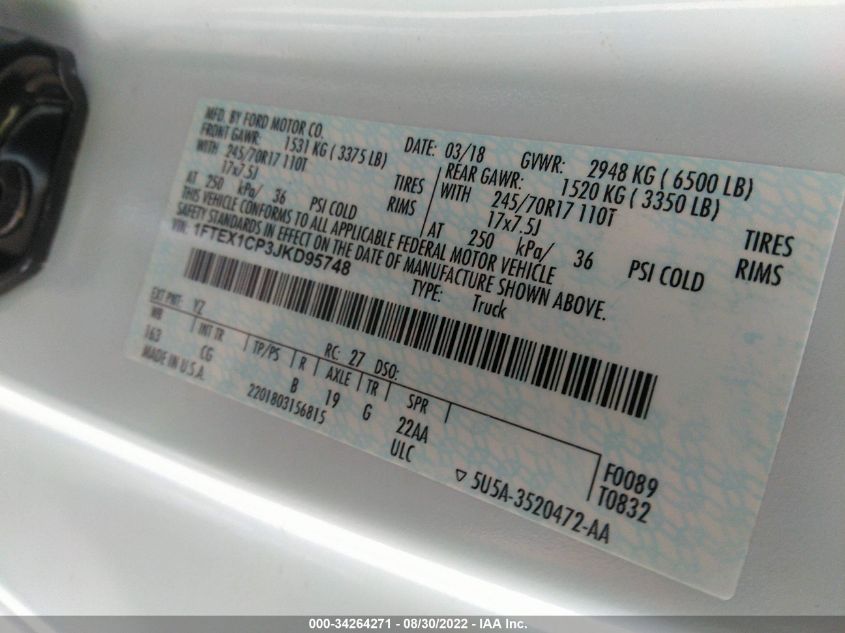 MFD. BY FORD MOTOR CO.
DATE: 03/18 GVWR: 2948 KG ( 6500 LB)
FRONT GAWR: 1531 KG ( 3375 LB)
REAR GAWR: 1520 KG ( 3350 LB)
WITH 245/70R17 110T TIRES
WITH 245/70R17 110T TIRES
17x7.5J RIMS
17x7.5J RIMS
AT 250 kPa/ 36 PSI COLD
AT 250 kPa/ 36 PSI COLD
THIS VEHICLE CONFORMS TO ALL APPLICABLE FEDERAL MOTOR VEHICLE
SAFETY STANDARDS IN EFFECT ON THE DATE OF MANUFACTURE SHOWN ABOVE.
VIN: 1FTEX1CP3JKD95748
TYPE: Truck
EXT PNT: YZ
RC: 27 DSO:
WB INT TR TP/PS R AXLE TR SPR
163 CG B 19 G 22AA
MADE IN U.S.A. 2201803156815 ULC
F0089
T0832
▽ 5U5A-3520472-AA
000-34264271 - 08/30/2022 - IAA Inc.